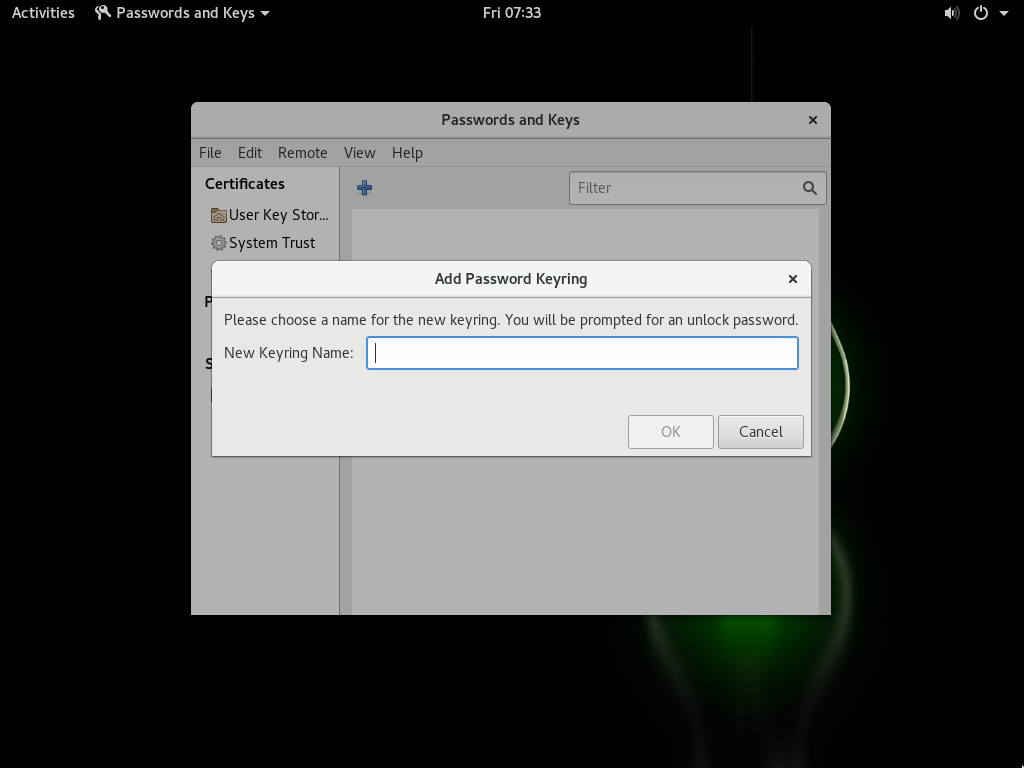 Activities
Passwords and Keys
Fri 07:33
Passwords and Keys
File Edit Remote View Help
Certificates
Filter
User Key Stor...
System Trust
Add Password Keyring
Please choose a name for the new keyring. You will be prompted for an unlock password.
New Keyring Name:
OK
Cancel